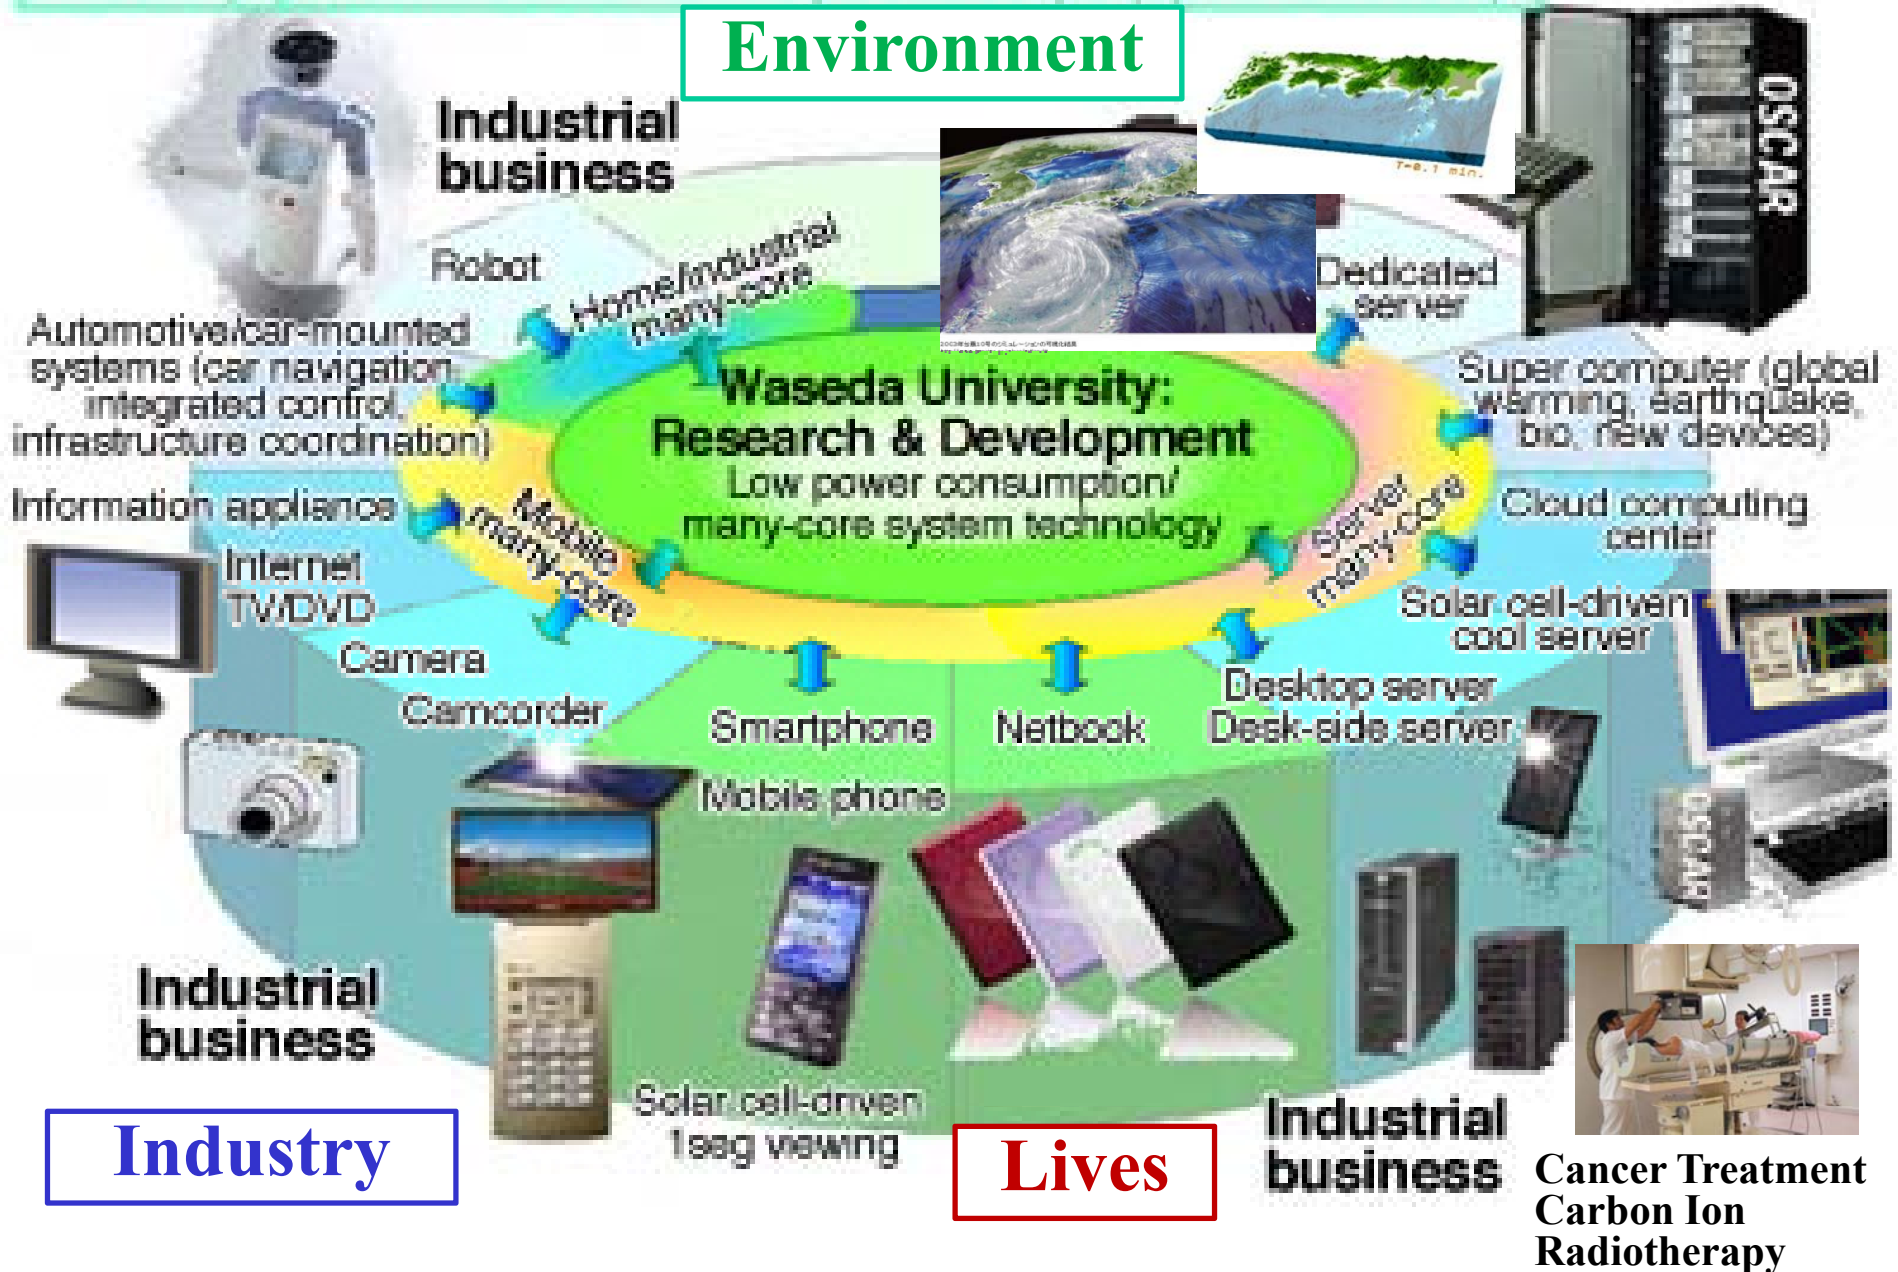 Environment
Industrial
business
OSCAR
T=0.1 min.
Robot
Home/industrial
many-core
Dedicated
server
Automotive/car-mounted
systems (car navigation,
integrated control,
infrastructure coordination)
Waseda University:
Research & Development
Low power consumption/
many-core system technology
Super computer (global
warming, earthquake,
bio, new devices)
Information appliance
Internet
TV/DVD
Mobile
many-core
Server
many-core
Cloud computing
center
Solar cell-driven
cool server
Camera
Camcorder
Smartphone
Netbook
Desktop server
Desk-side server
Mobile phone
OSCAR
Industrial
business
Solar cell-driven
1seg viewing
Industrial
business
Industry
Lives
Cancer Treatment
Carbon Ion
Radiotherapy